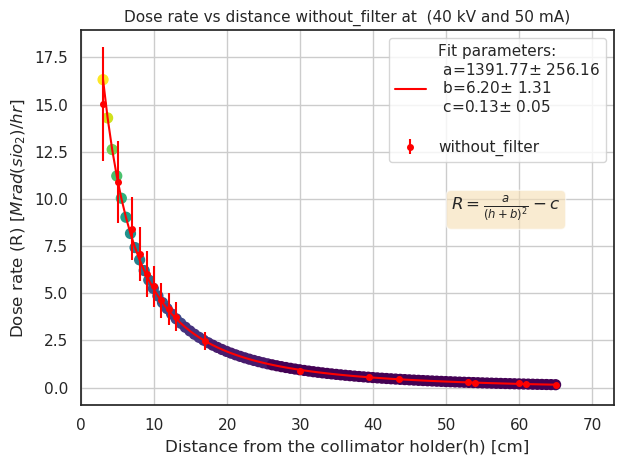 Dose rate vs distance without_filter at  (40 kV and 50 mA)
Dose rate (R) [Mrad(sio₂)/hr]
17.5
15.0
12.5
10.0
7.5
5.0
2.5
0.0
Fit parameters:
a=1391.77± 256.16
b=6.20± 1.31
c=0.13± 0.05
without_filter
R = a/(h+b)² − c
0 10 20 30 40 50 60 70
Distance from the collimator holder(h) [cm]